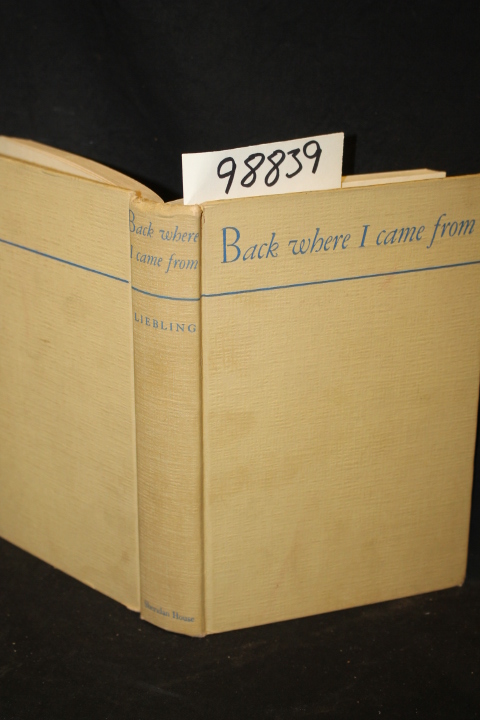 98839
Back where
I came from
LIEBLING
Sheridan House
Back where I came from